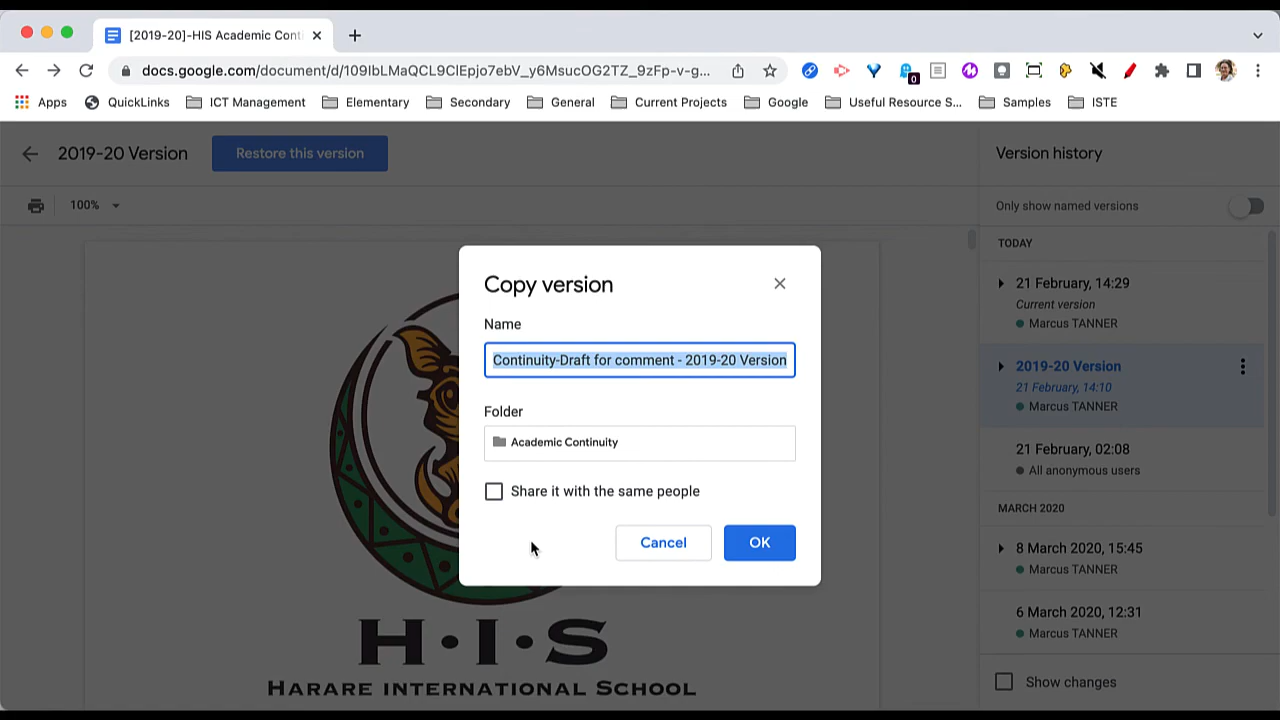 [2019-20]-HIS Academic Conti
docs.google.com/document/d/109IbLMaQCL9ClEpjo7ebV_y6MsucOG2TZ_9zFp-v-g...
0
Apps
QuickLinks
ICT Management
Elementary
Secondary
General
Current Projects
Google
Useful Resource S...
Samples
ISTE
2019-20 Version
Restore this version
Version history
100%
Only show named versions
TODAY
21 February, 14:29
Current version
Marcus TANNER
2019-20 Version
21 February, 14:10
Marcus TANNER
21 February, 02:08
All anonymous users
MARCH 2020
8 March 2020, 15:45
Marcus TANNER
6 March 2020, 12:31
Marcus TANNER
Show changes
Copy version
Name
Continuity-Draft for comment - 2019-20 Version
Folder
Academic Continuity
Share it with the same people
Cancel
OK
H·I·S
HARARE INTERNATIONAL SCHOOL